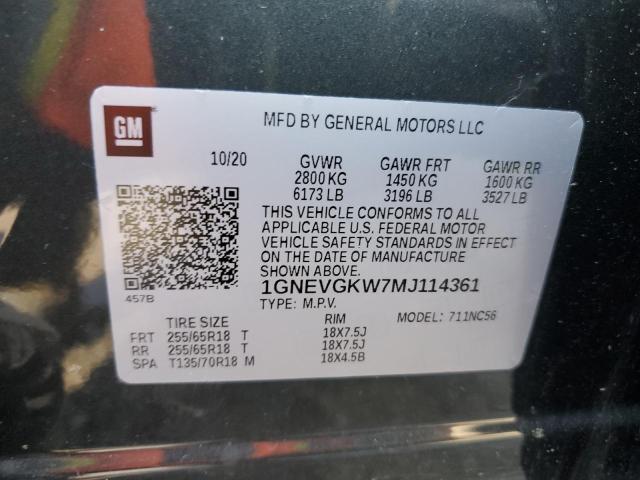 GM
MFD BY GENERAL MOTORS LLC
10/20 GVWR GAWR FRT GAWR RR
2800 KG 1450 KG 1600 KG
6173 LB 3196 LB 3527 LB
THIS VEHICLE CONFORMS TO ALL
APPLICABLE U.S. FEDERAL MOTOR
VEHICLE SAFETY STANDARDS IN EFFECT
ON THE DATE OF MANUFACTURE
SHOWN ABOVE.
457B
1GNEVGKW7MJ114361
TYPE: M.P.V.
MODEL: 711NC56
TIRE SIZE RIM
FRT 255/65R18 T 18X7.5J
RR 255/65R18 T 18X7.5J
SPA T135/70R18 M 18X4.5B